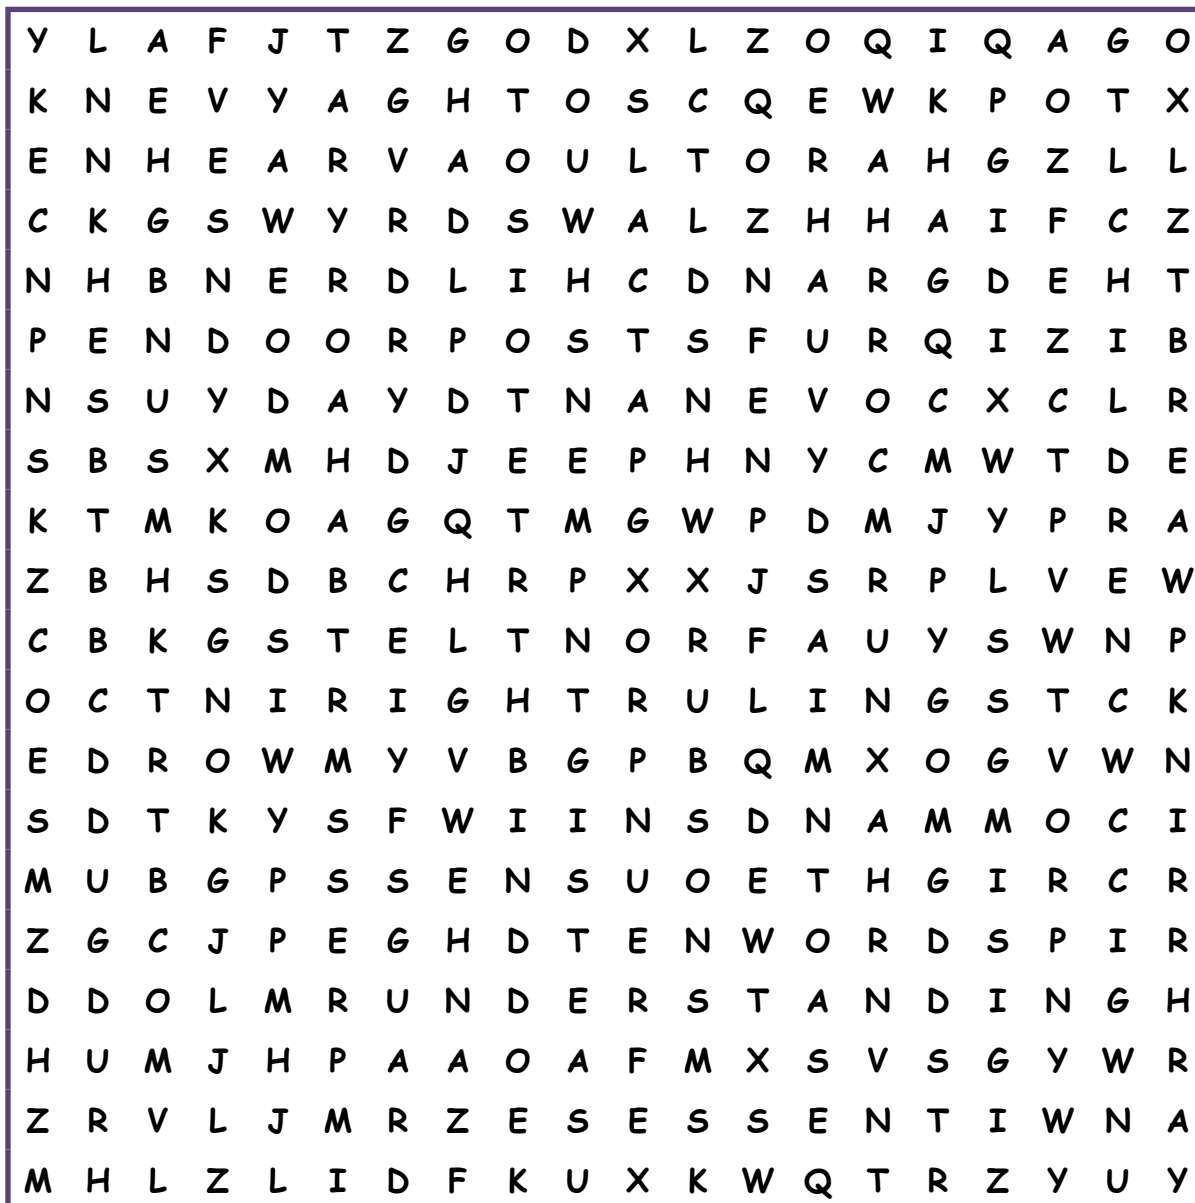 Y L A F J T Z G O D X L Z O Q I Q A G O
K N E V Y A G H T O S C Q E W K P O T X
E N H E A R V A O U L T O R A H G Z L L
C K G S W Y R D S W A L Z H H A I F C Z
N H B N E R D L I H C D N A R G D E H T
P E N D O O R P O S T S F U R Q I Z I B
N S U Y D A Y D T N A N E V O C X C L R
S B S X M H D J E E P H N Y C M W T D E
K T M K O A G Q T M G W P D M J Y P R A
Z B H S D B C H R P X X J S R P L V E W
C B K G S T E L T N O R F A U Y S W N P
O C T N I R I G H T R U L I N G S T C K
E D R O W M Y V B G P B Q M X O G V W N
S D T K Y S F W I I N S D N A M M O C I
M U B G P S S E N S U O E T H G I R C R
Z G C J P E G H D T E N W O R D S P I R
D D O L M R U N D E R S T A N D I N G H
H U M J H P A A O A F M X S V S G Y W R
Z R V L J M R Z E S E S S E N T I W N A
M H L Z L I D F K U X K W Q T R Z Y U Y